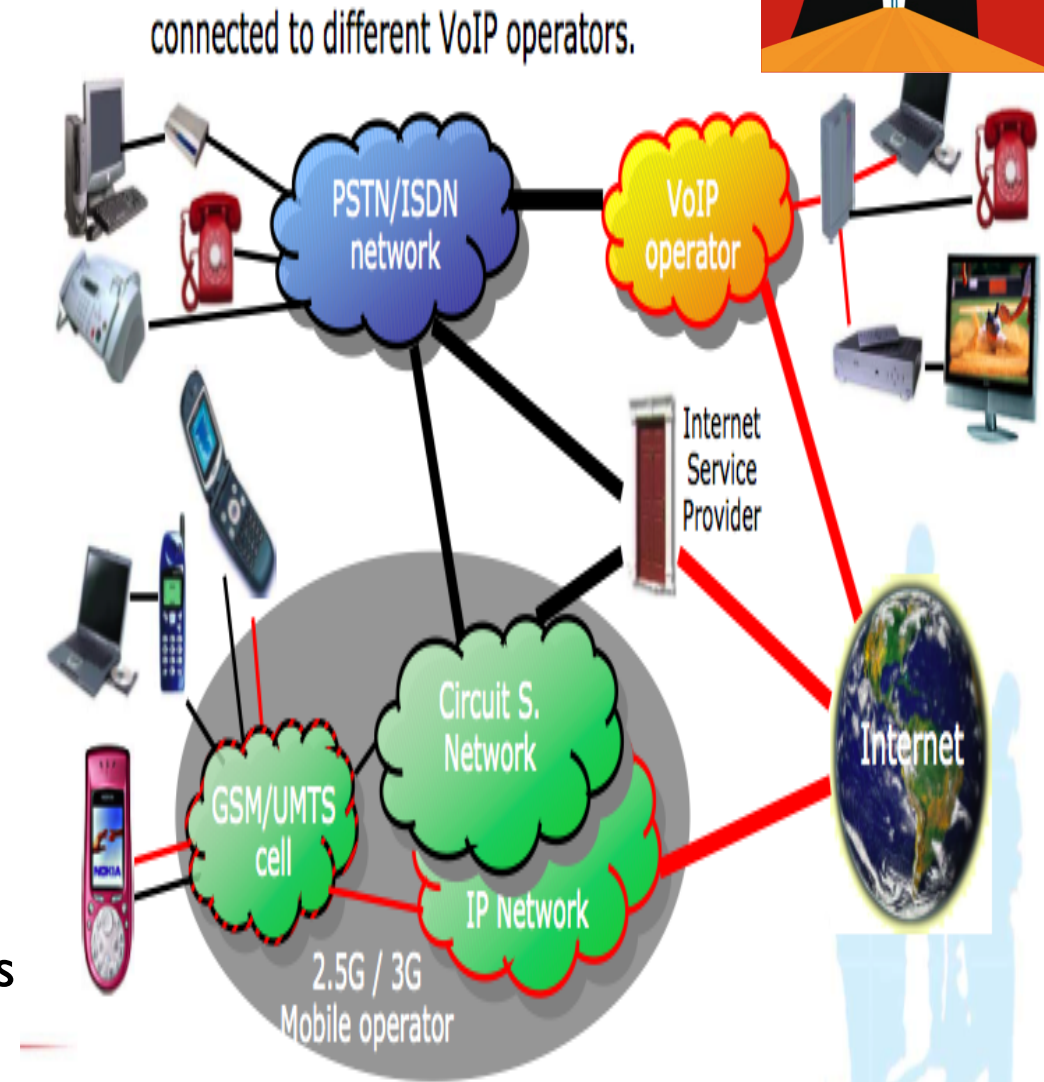 connected to different VoIP operators.
PSTN/ISDN
network
VoIP
operator
Internet
Service
Provider
Circuit S.
Network
Internet
GSM/UMTS
cell
NOKIA
IP Network
2.5G / 3G
Mobile operator
s